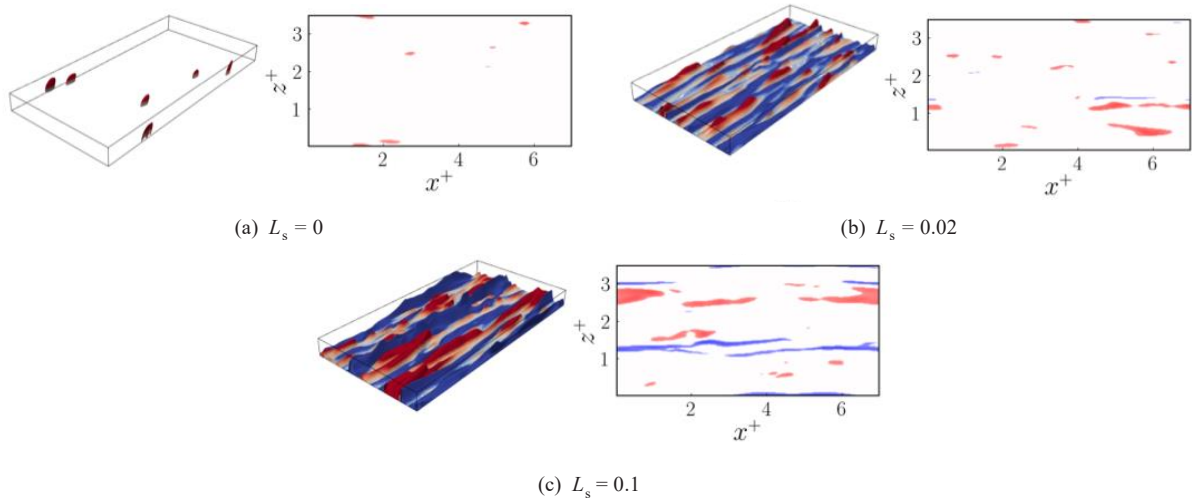 3
2
1
z⁺
2 4 6
x⁺
(a) Lₛ = 0
3
2
1
z⁺
2 4 6
x⁺
(b) Lₛ = 0.02
3
2
1
z⁺
2 4 6
x⁺
(c) Lₛ = 0.1